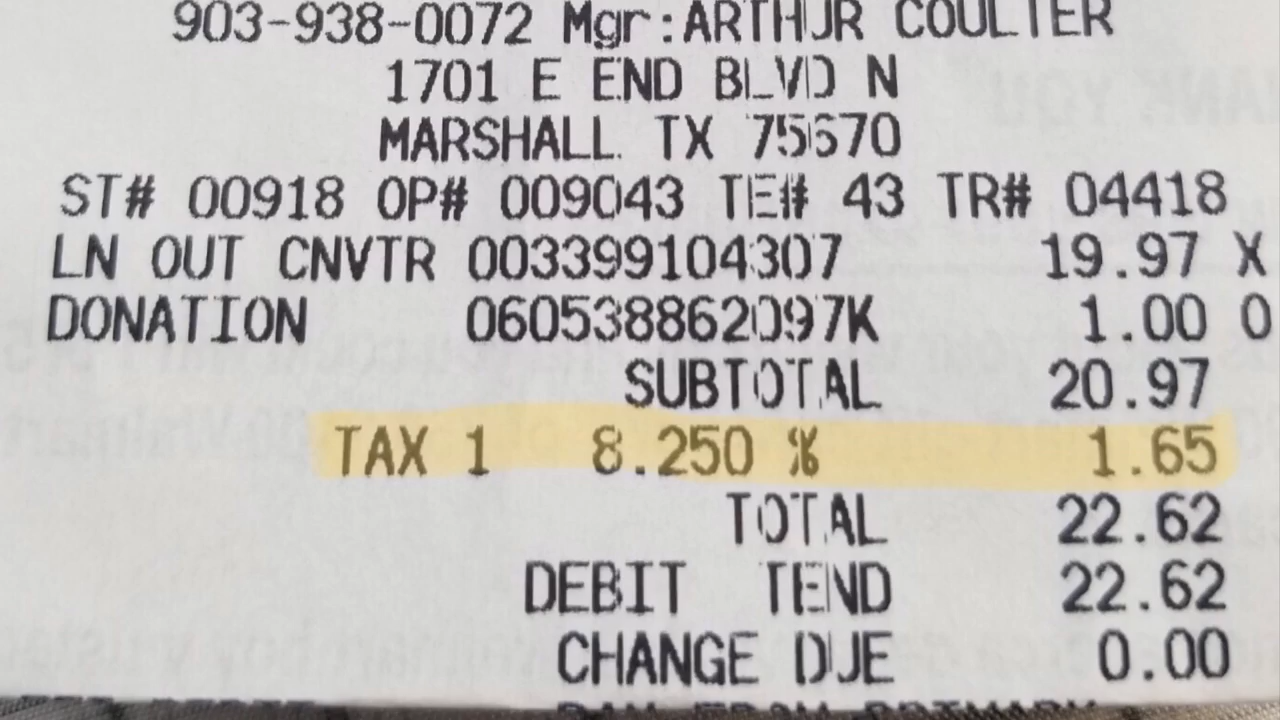 903-938-0072 Mgr:ARTHUR COULTER
1701 E END BLVD N
MARSHALL TX 75670
ST# 00918 OP# 009043 TE# 43 TR# 04418
LN OUT CNVTR 003399104307 19.97 X
DONATION 060538862097K 1.00 O
SUBTOTAL 20.97
TAX 1 8.250 % 1.65
TOTAL 22.62
DEBIT TEND 22.62
CHANGE DUE 0.00